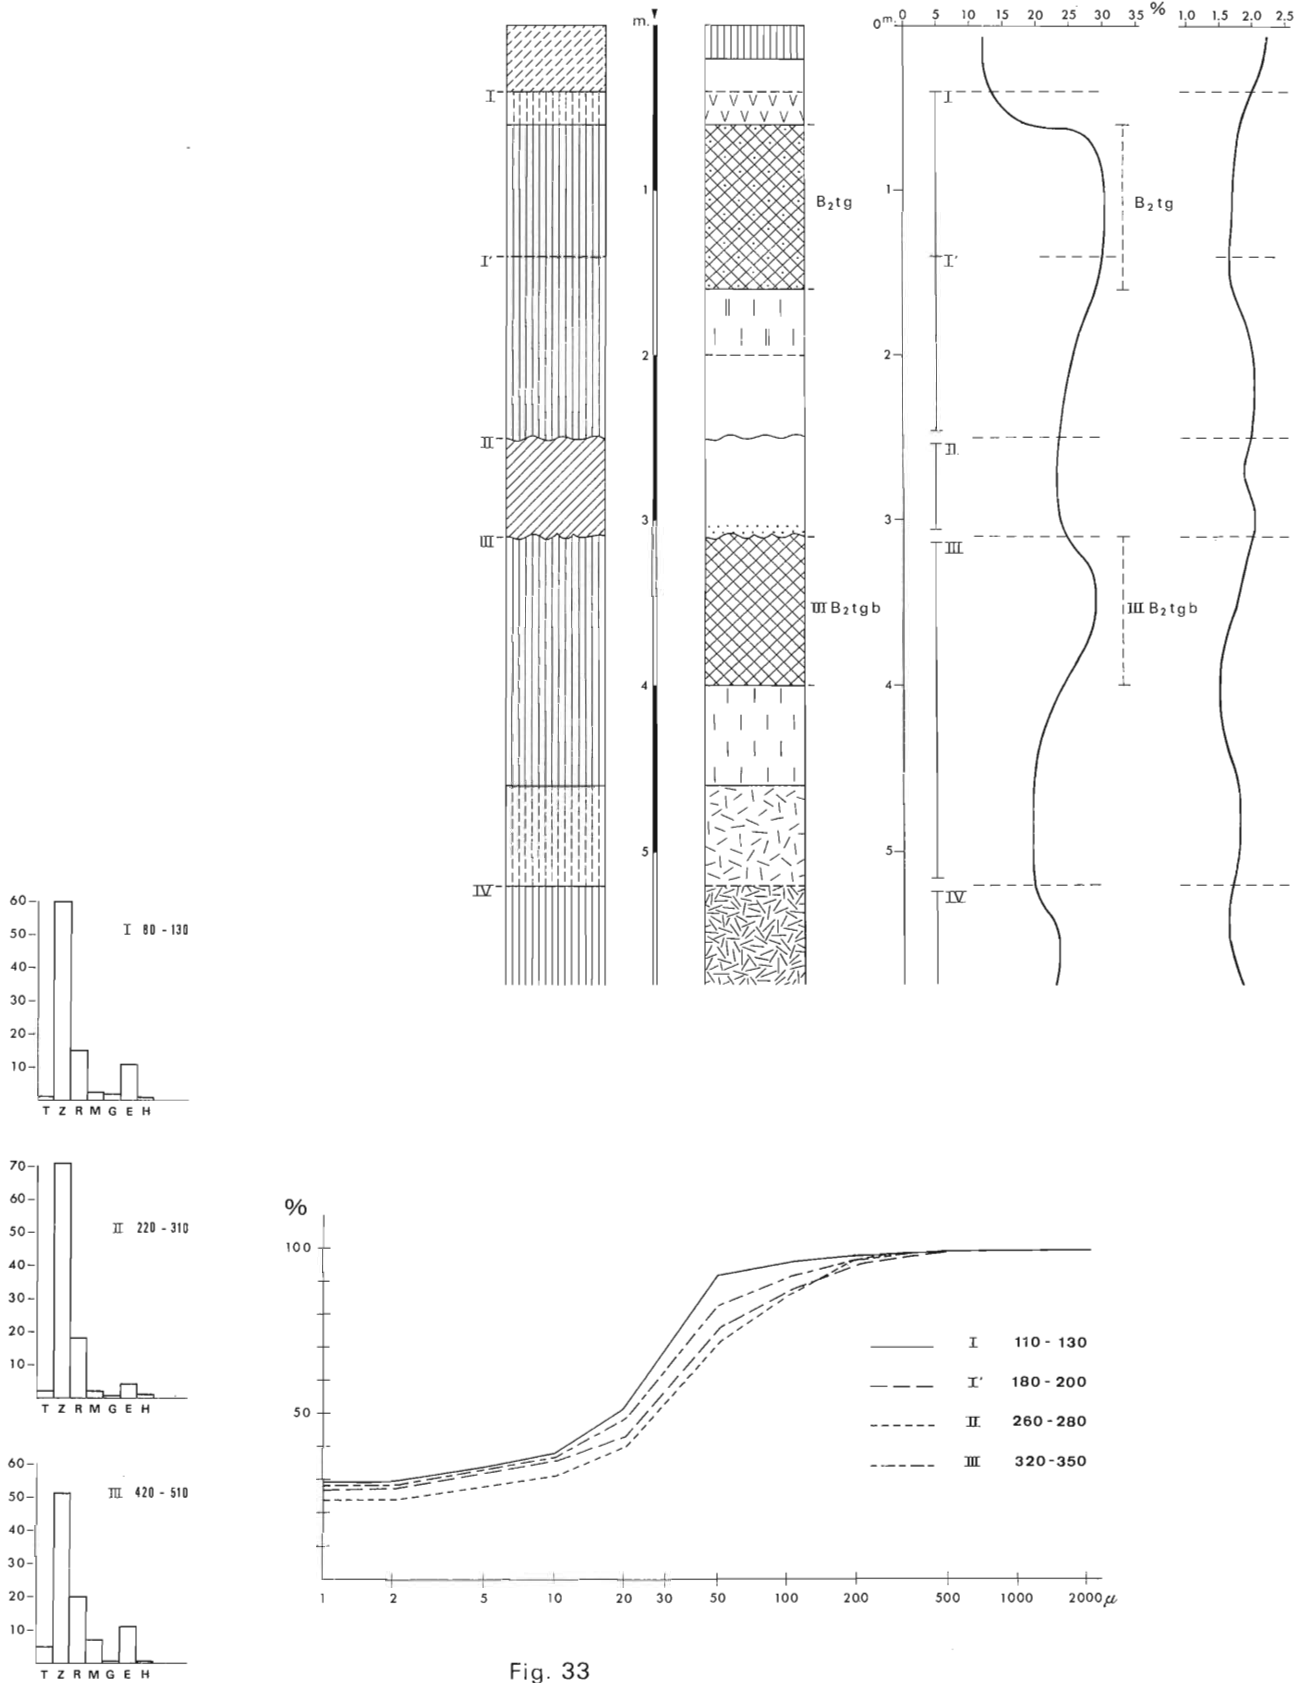 m.
0m. 0 5 10 15 20 25 30 35 % 1.0 1.5 2.0 2.5
I
I
1
B₂tg
1
B₂tg
I'
I'
2
2
II
II
3
3
III
III
III B₂tgb
III B₂tgb
4
4
5
5
IV
IV
60
50
40
30
20
10
I 80 - 130
T Z R M G E H
70
60
50
40
30
20
10
II 220 - 310
T Z R M G E H
60
50
40
30
20
10
III 420 - 510
T Z R M G E H
%
100
50
1 2 5 10 20 30 50 100 200 500 1000 2000 μ
I 110 - 130
I' 180 - 200
II 260 - 280
III 320 - 350
Fig. 33